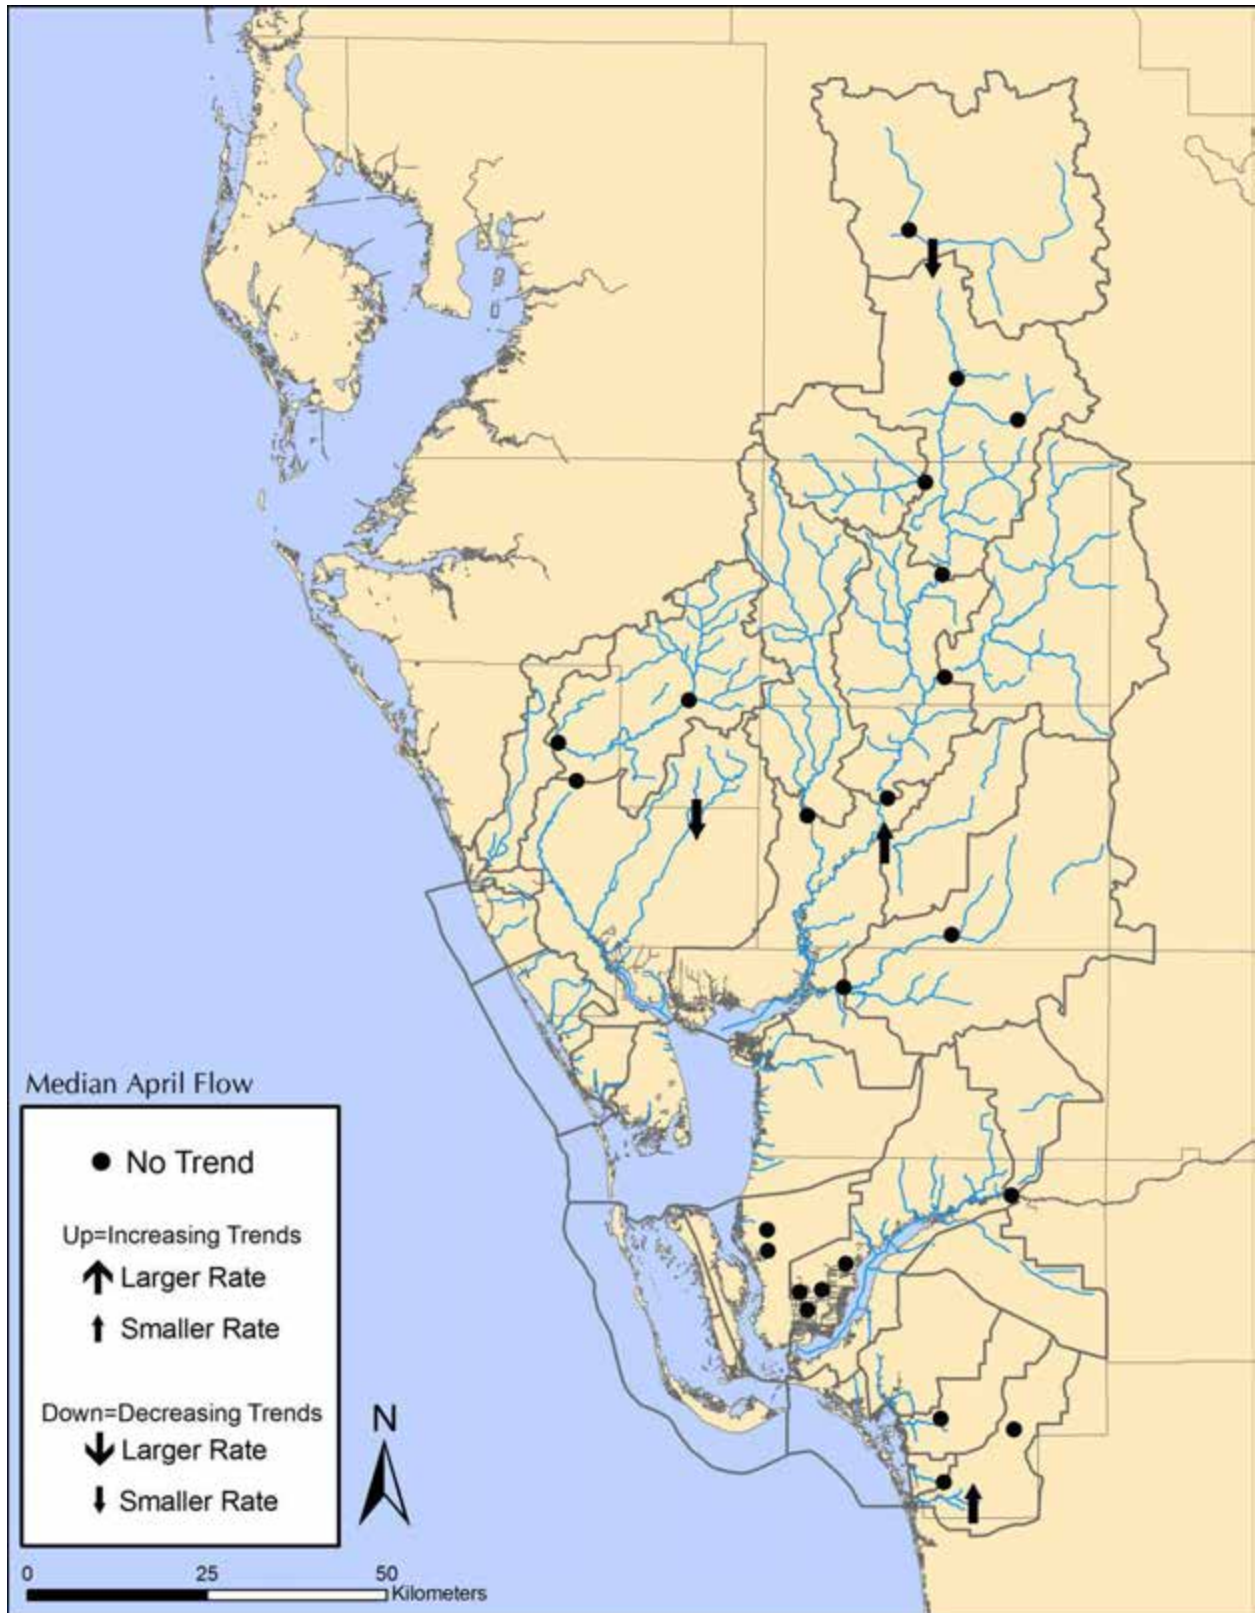 Median April Flow
No Trend
Up=Increasing Trends
Larger Rate
Smaller Rate
Down=Decreasing Trends
Larger Rate
Smaller Rate
N
0 25 50
Kilometers